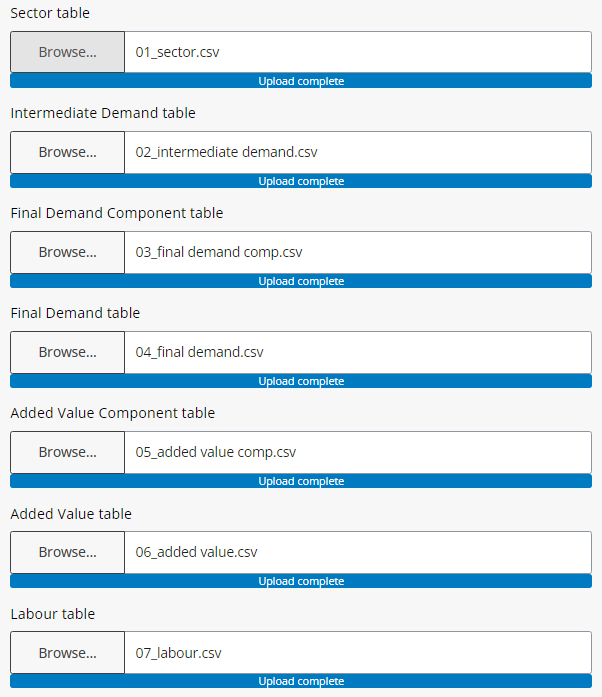 Sector table
Browse... 01_sector.csv
Upload complete
Intermediate Demand table
Browse... 02_intermediate demand.csv
Upload complete
Final Demand Component table
Browse... 03_final demand comp.csv
Upload complete
Final Demand table
Browse... 04_final demand.csv
Upload complete
Added Value Component table
Browse... 05_added value comp.csv
Upload complete
Added Value table
Browse... 06_added value.csv
Upload complete
Labour table
Browse... 07_labour.csv
Upload complete